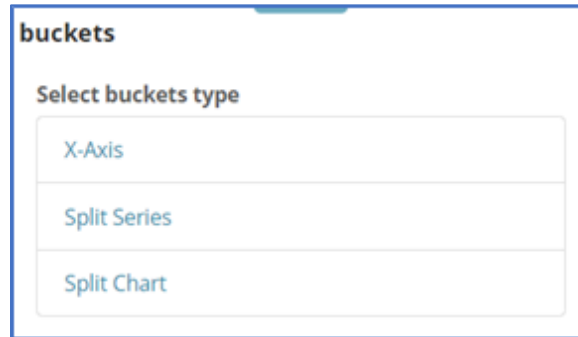 buckets
Select buckets type
X-Axis
Split Series
Split Chart